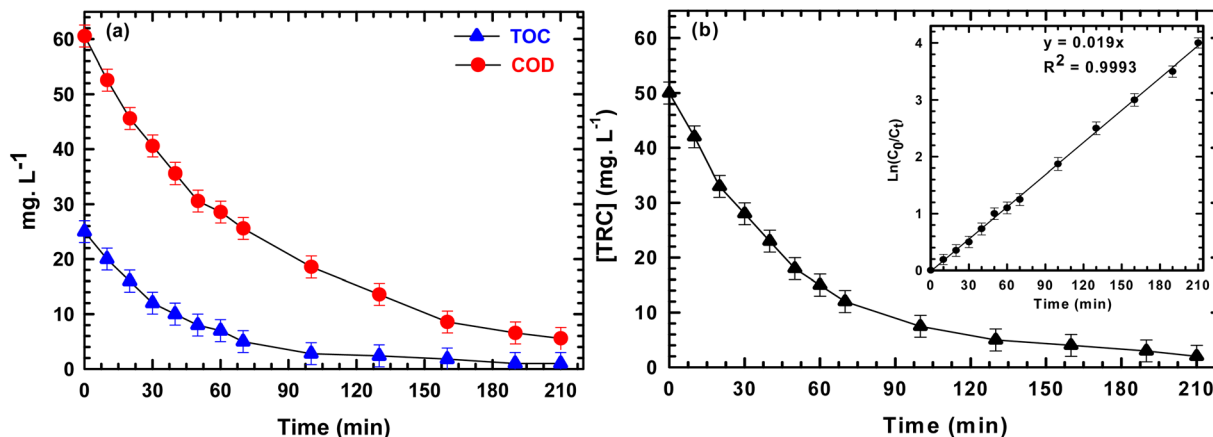 (a)
TOC
COD
mg. L-1
60
50
40
30
20
10
0
0 30 60 90 120 150 180 210
Time (min)
(b)
[TRC] (mg. L-1)
60
50
40
30
20
10
0
0 30 60 90 120 150 180 210
Time (min)
y = 0.019x
R2 = 0.9993
Ln(C0/Ct)
4
3
2
1
0
0 30 60 90 120 150 180 210
Time (min)